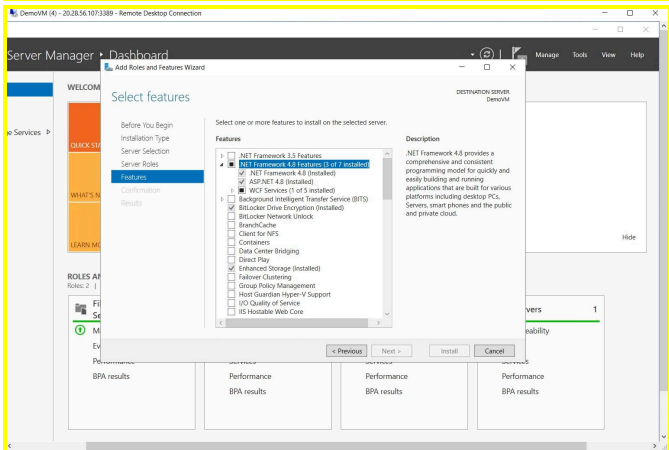 DemoVM (4) - 20.28.56.107:3389 - Remote Desktop Connection
Server Manager • Dashboard
Manage Tools View Help
Add Roles and Features Wizard
Select features
DESTINATION SERVER
DemoVM
WELCOM
QUICK STA
WHAT'S N
LEARN MO
e Services
Hide
Before You Begin
Installation Type
Server Selection
Server Roles
Features
Confirmation
Results
Select one or more features to install on the selected server.
Features
.NET Framework 3.5 Features
.NET Framework 4.8 Features (3 of 7 installed)
.NET Framework 4.8 (Installed)
ASP.NET 4.8 (Installed)
WCF Services (1 of 5 installed)
Background Intelligent Transfer Service (BITS)
BitLocker Drive Encryption (Installed)
BitLocker Network Unlock
BranchCache
Client for NFS
Containers
Data Center Bridging
Direct Play
Enhanced Storage (Installed)
Failover Clustering
Group Policy Management
Host Guardian Hyper-V Support
I/O Quality of Service
IIS Hostable Web Core
Description
.NET Framework 4.8 provides a
comprehensive and consistent
programming model for quickly and
easily building and running
applications that are built for various
platforms including desktop PCs,
Servers, smart phones and the public
and private cloud.
< Previous Next > Install Cancel
ROLES AN
Roles: 2 |
Fil
Se
M
Ev
Performance
BPA results
Services
Performance
BPA results
Services
Performance
BPA results
rvers 1
eability
Services
Performance
BPA results